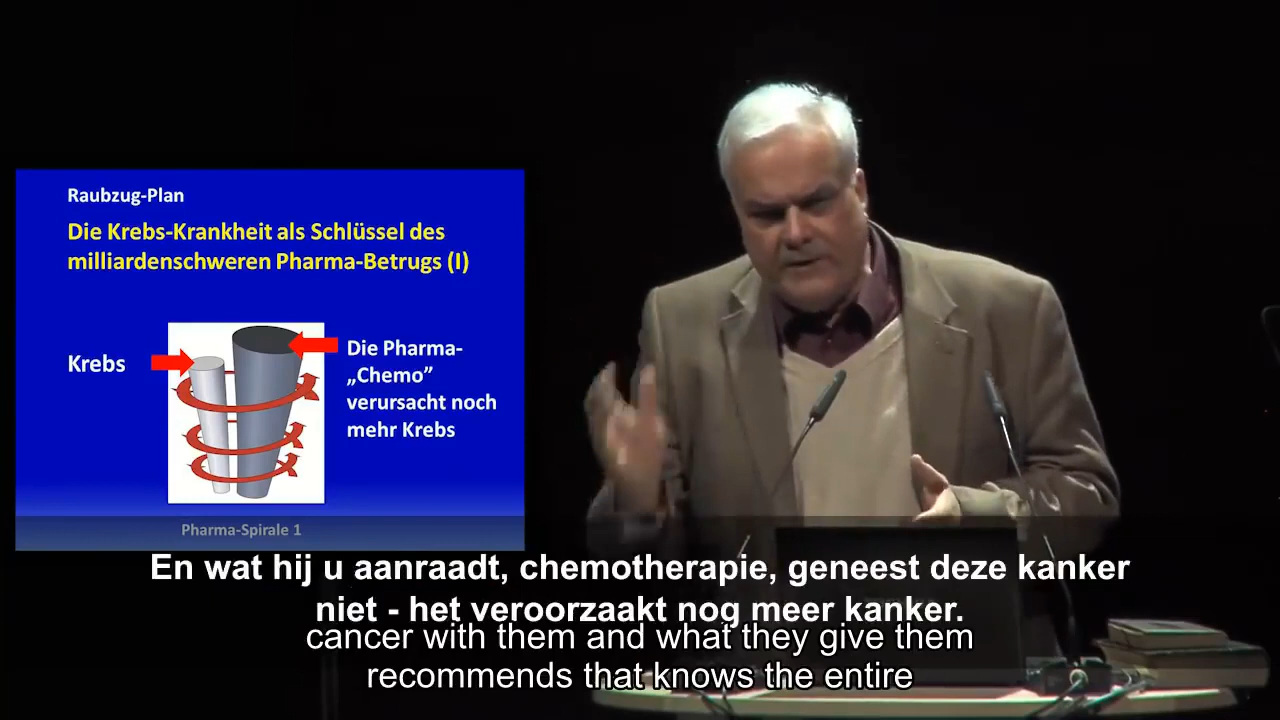 Raubzug-Plan
Die Krebs-Krankheit als Schlüssel des
milliardenschweren Pharma-Betrugs (I)
Krebs
Die Pharma-
„Chemo”
verursacht noch
mehr Krebs
Pharma-Spirale 1
En wat hij u aanraadt, chemotherapie, geneest deze kanker
niet - het veroorzaakt nog meer kanker.
cancer with them and what they give them
recommends that knows the entire